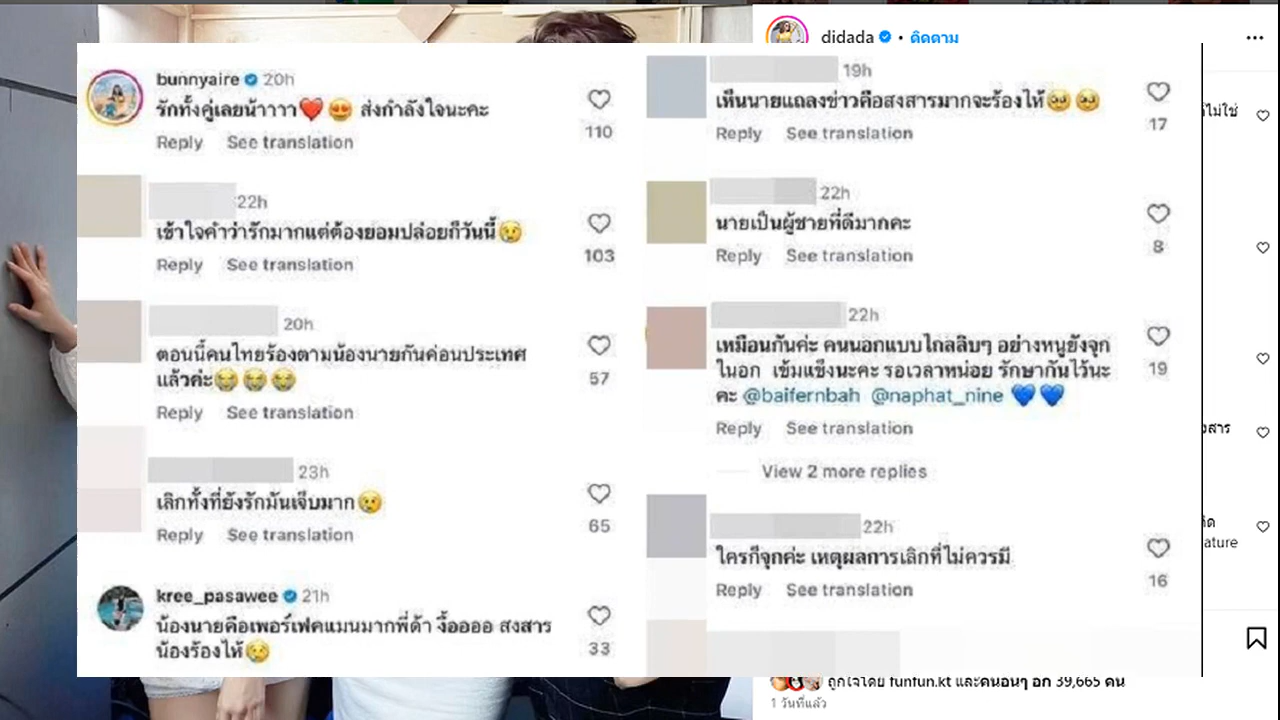 didada • ติดตาม
bunnyaire 20h
รักทั้งคู่เลยน้าาาา❤️😍 ส่งกำลังใจนะคะ
110
Reply See translation
22h
เข้าใจคำว่ารักมากแต่ต้องยอมปล่อยก็วันนี้😢
103
Reply See translation
20h
ตอนนี้คนไทยร้องตามน้องนายกันค่อนประเทศ
แล้วค่ะ😭😭😭
57
Reply See translation
23h
เลิกทั้งที่ยังรักมันเจ็บมาก😢
65
Reply See translation
kree_pasawee 21h
น้องนายคือเพอร์เฟคแมนมากพี่ด้า งื้ออออ สงสาร
น้องร้องไห้😢
33
19h
เห็นนายแถลงข่าวคือสงสารมากจะร้องไห้🥹🥹
17
Reply See translation
22h
นายเป็นผู้ชายที่ดีมากคะ
8
Reply See translation
22h
เหมือนกันค่ะ คนนอกแบบไกลลิบๆ อย่างหนูยังจุก
ในอก เข้มแข็งนะคะ รอเวลาหน่อย รักษากันไว้นะ
คะ @baifernbah @naphat_nine 💙💙
19
Reply See translation
View 2 more replies
22h
ใครก็จุกค่ะ เหตุผลการเลิกที่ไม่ควรมี
16
Reply See translation
ไม่ใช่
สาร
ature
ถูกใจโดย funfun.kt และคนอื่นๆ อีก 39,665 คน
1 วันที่แล้ว